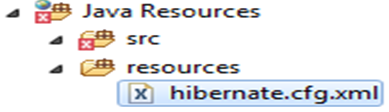 Java Resources
src
resources
hibernate.cfg.xml